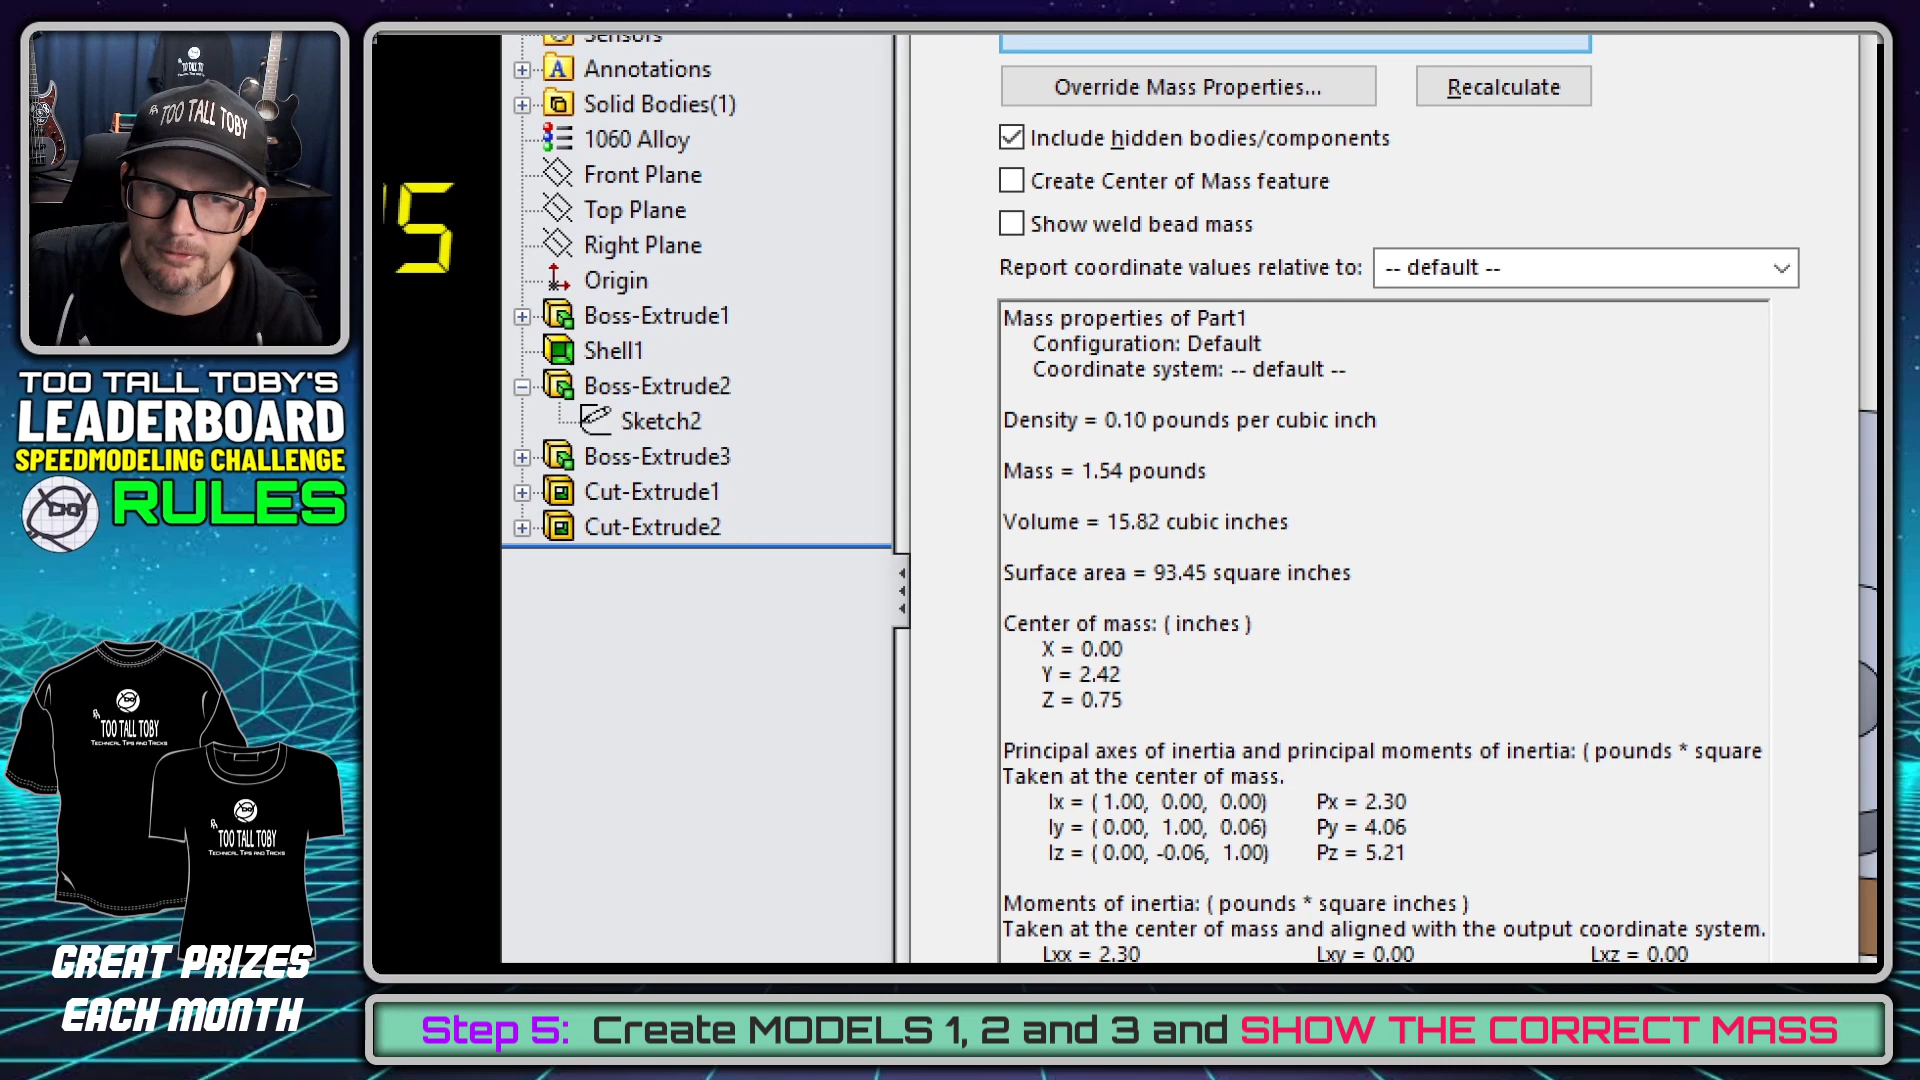 TOO TALL TOBY
TOO TALL TOBY'S
LEADERBOARD
SPEEDMODELING CHALLENGE
RULES
TOO TALL TOBY
TECHNICAL TIPS AND TRICKS
TOO TALL TOBY
TECHNICAL TIPS AND TRICKS
GREAT PRIZES
EACH MONTH
5
Sensors
Annotations
Solid Bodies(1)
1060 Alloy
Front Plane
Top Plane
Right Plane
Origin
Boss-Extrude1
Shell1
Boss-Extrude2
Sketch2
Boss-Extrude3
Cut-Extrude1
Cut-Extrude2
Override Mass Properties...
Recalculate
Include hidden bodies/components
Create Center of Mass feature
Show weld bead mass
Report coordinate values relative to:
-- default --
Mass properties of Part1
Configuration: Default
Coordinate system: -- default --
Density = 0.10 pounds per cubic inch
Mass = 1.54 pounds
Volume = 15.82 cubic inches
Surface area = 93.45 square inches
Center of mass: ( inches )
X = 0.00
Y = 2.42
Z = 0.75
Principal axes of inertia and principal moments of inertia: ( pounds * square
Taken at the center of mass.
Ix = ( 1.00, 0.00, 0.00) Px = 2.30
Iy = ( 0.00, 1.00, 0.06) Py = 4.06
Iz = ( 0.00, -0.06, 1.00) Pz = 5.21
Moments of inertia: ( pounds * square inches )
Taken at the center of mass and aligned with the output coordinate system.
Lxx = 2.30 Lxy = 0.00 Lxz = 0.00
Step 5: Create MODELS 1, 2 and 3 and SHOW THE CORRECT MASS